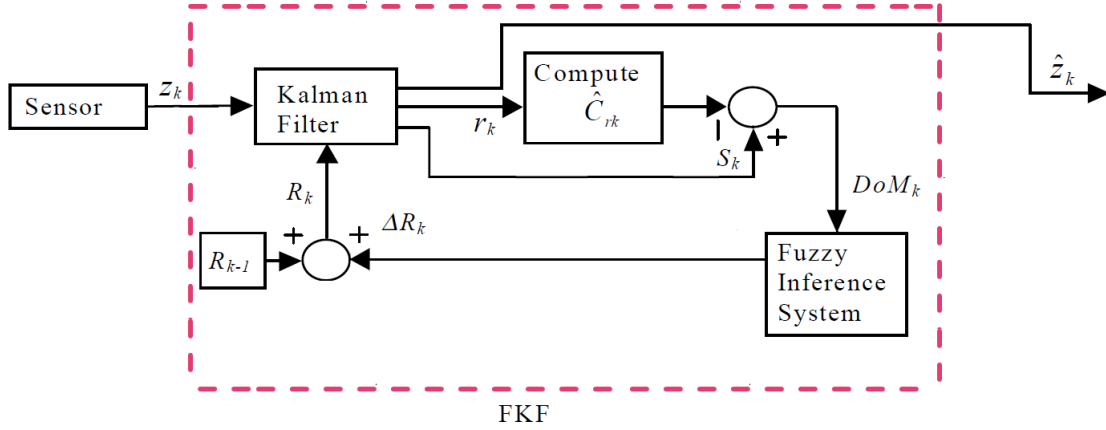 Sensor
z_k
Kalman
Filter
r_k
Compute
Ĉ_rk
-
+
S_k
ẑ_k
DoM_k
R_k
+
+
ΔR_k
R_k-1
Fuzzy
Inference
System
FKF